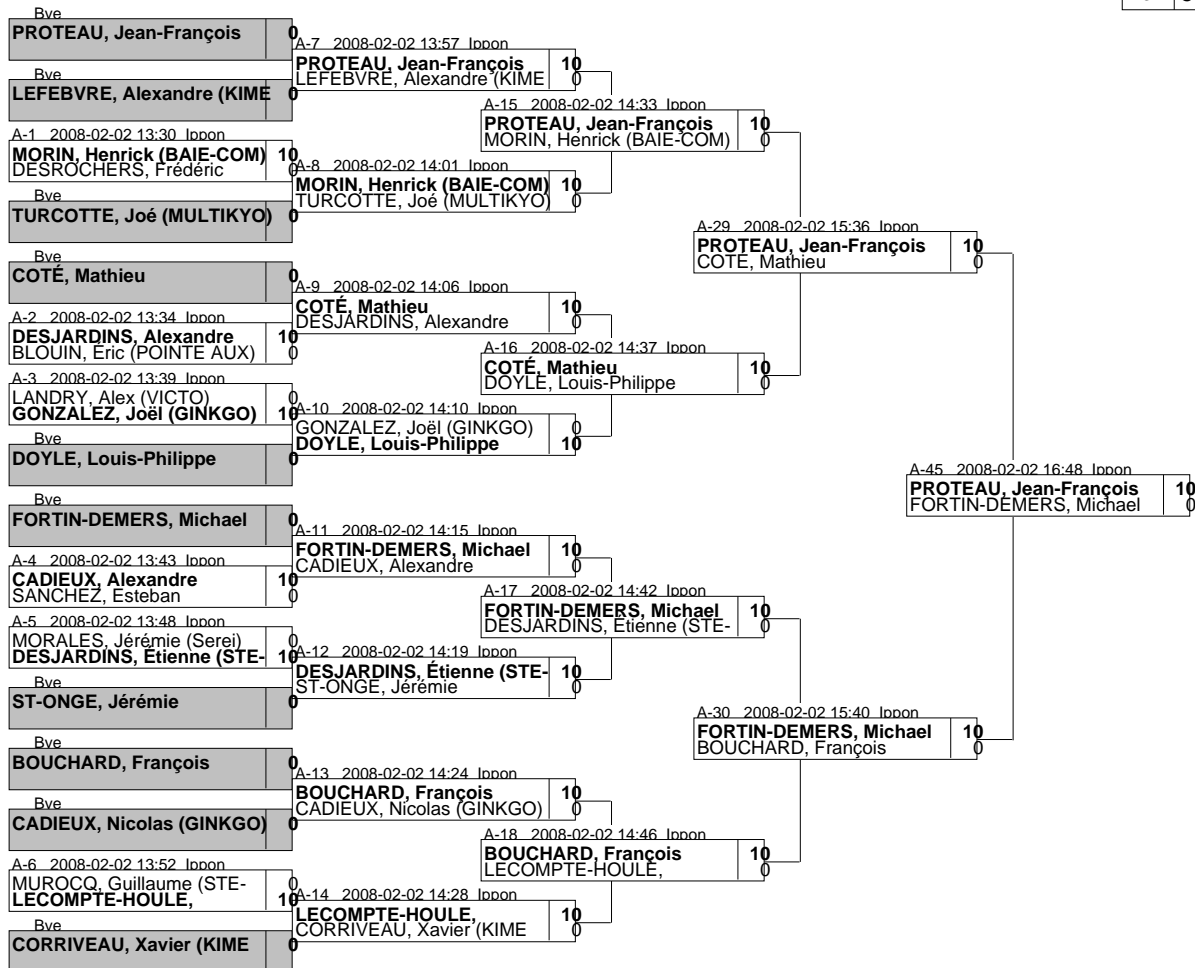 Bye
PROTEAU, Jean-François 0
Bye
LEFEBVRE, Alexandre (KIME 0
A-1 2008-02-02 13:30 Ippon
MORIN, Henrick (BAIE-COM) 10
DESROCHERS, Frédéric 0
Bye
TURCOTTE, Joé (MULTIKYO) 0
Bye
COTÉ, Mathieu 0
A-2 2008-02-02 13:34 Ippon
DESJARDINS, Alexandre 10
BLOUIN, Éric (POINTE AUX) 0
A-3 2008-02-02 13:39 Ippon
LANDRY, Alex (VICTO) 0
GONZALEZ, Joël (GINKGO) 10
Bye
DOYLE, Louis-Philippe 0
Bye
FORTIN-DEMERS, Michael 0
A-4 2008-02-02 13:43 Ippon
CADIEUX, Alexandre 10
SANCHEZ, Esteban 0
A-5 2008-02-02 13:48 Ippon
MORALES, Jérémie (Serei) 0
DESJARDINS, Étienne (STE- 10
Bye
ST-ONGE, Jérémie 0
Bye
BOUCHARD, François 0
Bye
CADIEUX, Nicolas (GINKGO) 0
A-6 2008-02-02 13:52 Ippon
MUROCQ, Guillaume (STE- 0
LECOMPTE-HOULE, 10
Bye
CORRIVEAU, Xavier (KIME 0
A-7 2008-02-02 13:57 Ippon
PROTEAU, Jean-François 10
LEFEBVRE, Alexandre (KIME 0
A-8 2008-02-02 14:01 Ippon
MORIN, Henrick (BAIE-COM) 10
TURCOTTE, Joé (MULTIKYO) 0
A-9 2008-02-02 14:06 Ippon
COTÉ, Mathieu 10
DESJARDINS, Alexandre 0
A-10 2008-02-02 14:10 Ippon
GONZALEZ, Joël (GINKGO) 0
DOYLE, Louis-Philippe 10
A-11 2008-02-02 14:15 Ippon
FORTIN-DEMERS, Michael 10
CADIEUX, Alexandre 0
A-12 2008-02-02 14:19 Ippon
DESJARDINS, Étienne (STE- 10
ST-ONGE, Jérémie 0
A-13 2008-02-02 14:24 Ippon
BOUCHARD, François 10
CADIEUX, Nicolas (GINKGO) 0
A-14 2008-02-02 14:28 Ippon
LECOMPTE-HOULE, 10
CORRIVEAU, Xavier (KIME 0
A-15 2008-02-02 14:33 Ippon
PROTEAU, Jean-François 10
MORIN, Henrick (BAIE-COM) 0
A-16 2008-02-02 14:37 Ippon
COTÉ, Mathieu 10
DOYLE, Louis-Philippe 0
A-17 2008-02-02 14:42 Ippon
FORTIN-DEMERS, Michael 10
DESJARDINS, Étienne (STE- 0
A-18 2008-02-02 14:46 Ippon
BOUCHARD, François 10
LECOMPTE-HOULE, 0
A-29 2008-02-02 15:36 Ippon
PROTEAU, Jean-François 10
COTÉ, Mathieu 0
A-30 2008-02-02 15:40 Ippon
FORTIN-DEMERS, Michael 10
BOUCHARD, François 0
A-45 2008-02-02 16:48 Ippon
PROTEAU, Jean-François 10
FORTIN-DEMERS, Michael 0